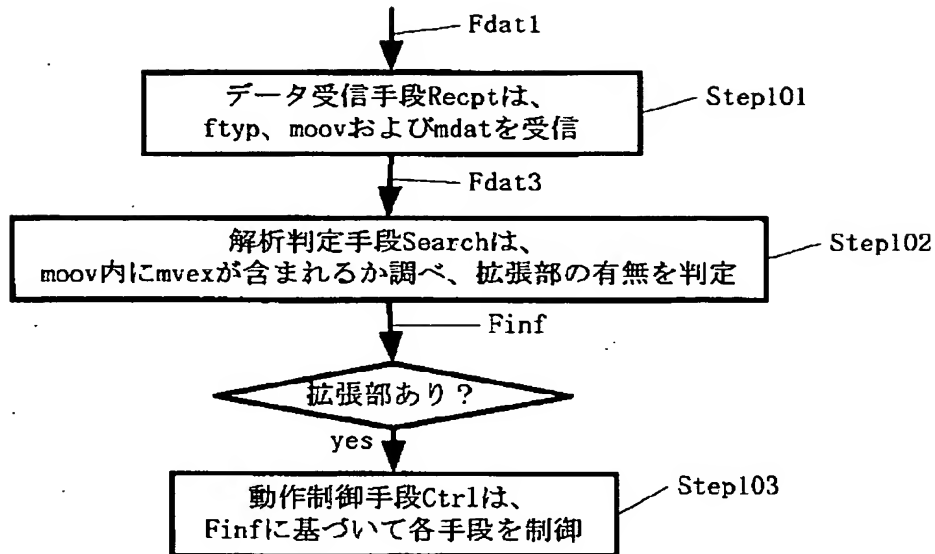 Fdat1
データ受信手段Recptは、
ftyp、moovおよびmdatを受信
Step101
Fdat3
解析判定手段Searchは、
moov内にmvexが含まれるか調べ、拡張部の有無を判定
Step102
Finf
拡張部あり？
yes
動作制御手段Ctrlは、
Finfに基づいて各手段を制御
Step103